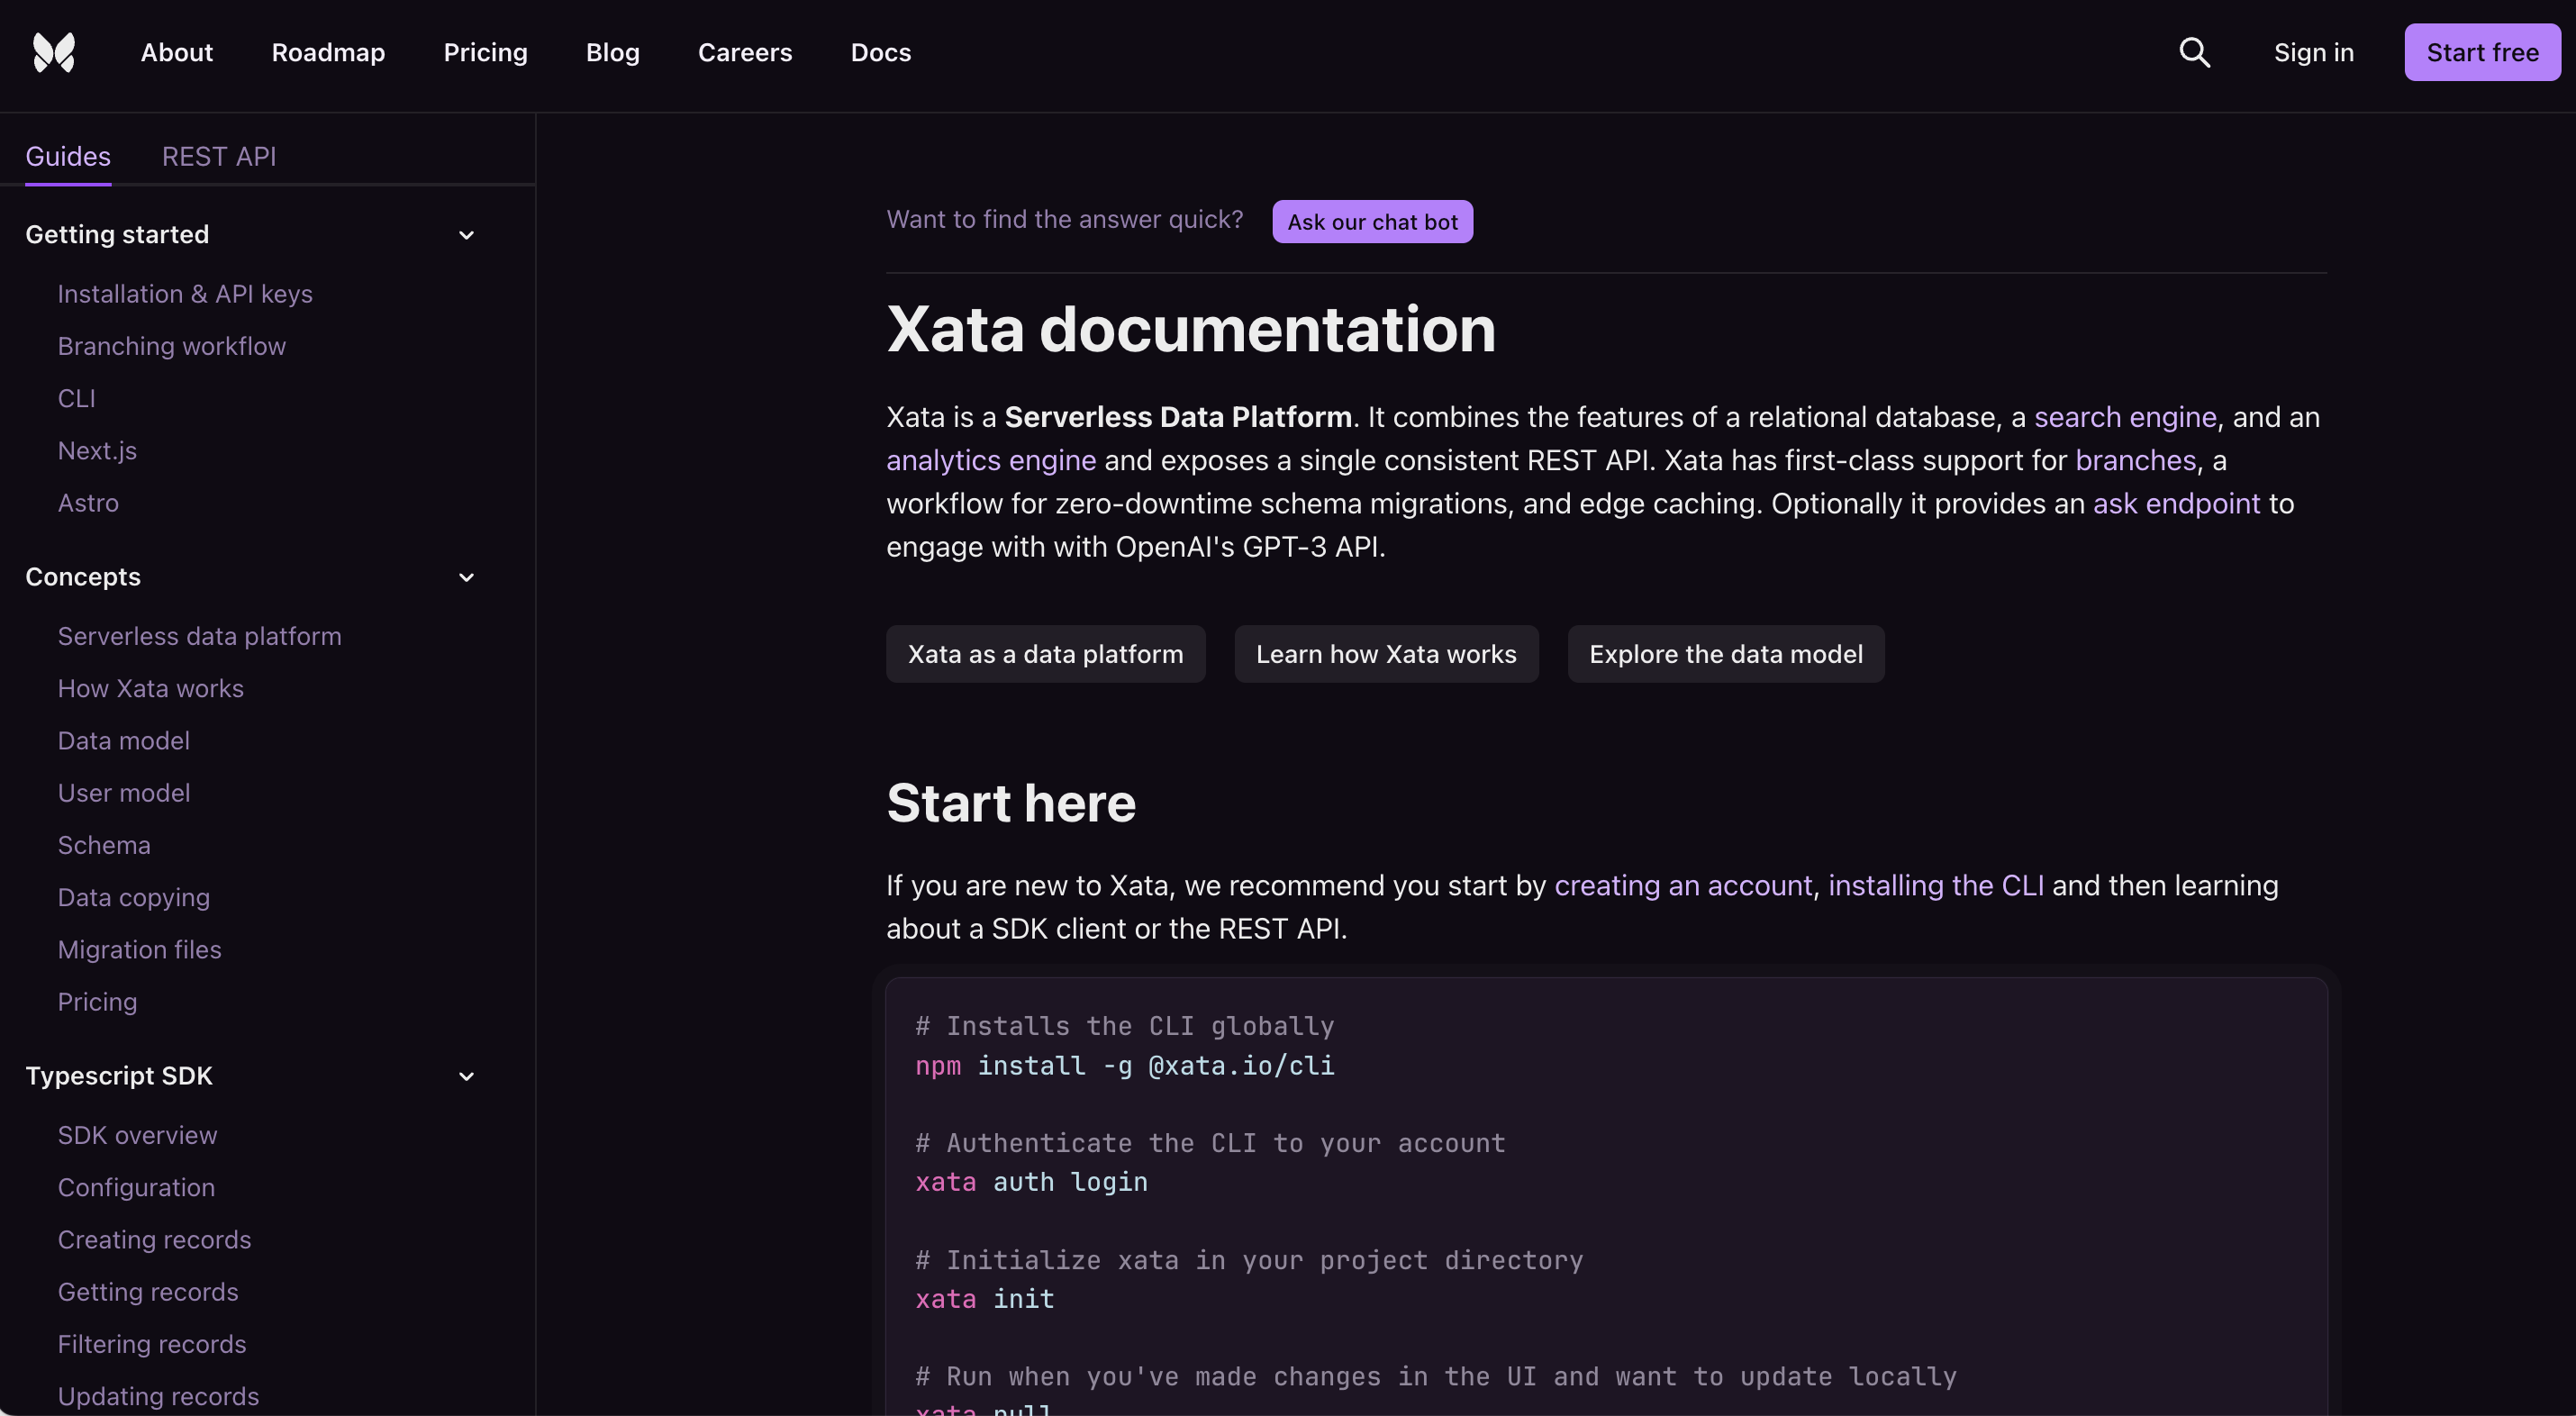 About Roadmap Pricing Blog Careers Docs Sign in Start free
Guides REST API
Getting started
Installation & API keys
Branching workflow
CLI
Next.js
Astro
Concepts
Serverless data platform
How Xata works
Data model
User model
Schema
Data copying
Migration files
Pricing
Typescript SDK
SDK overview
Configuration
Creating records
Getting records
Filtering records
Updating records
Want to find the answer quick? Ask our chat bot
Xata documentation
Xata is a Serverless Data Platform. It combines the features of a relational database, a search engine, and an
analytics engine and exposes a single consistent REST API. Xata has first-class support for branches, a
workflow for zero-downtime schema migrations, and edge caching. Optionally it provides an ask endpoint to
engage with with OpenAI's GPT-3 API.
Xata as a data platform Learn how Xata works Explore the data model
Start here
If you are new to Xata, we recommend you start by creating an account, installing the CLI and then learning
about a SDK client or the REST API.
# Installs the CLI globally
npm install -g @xata.io/cli
# Authenticate the CLI to your account
xata auth login
# Initialize xata in your project directory
xata init
# Run when you've made changes in the UI and want to update locally
xata pull